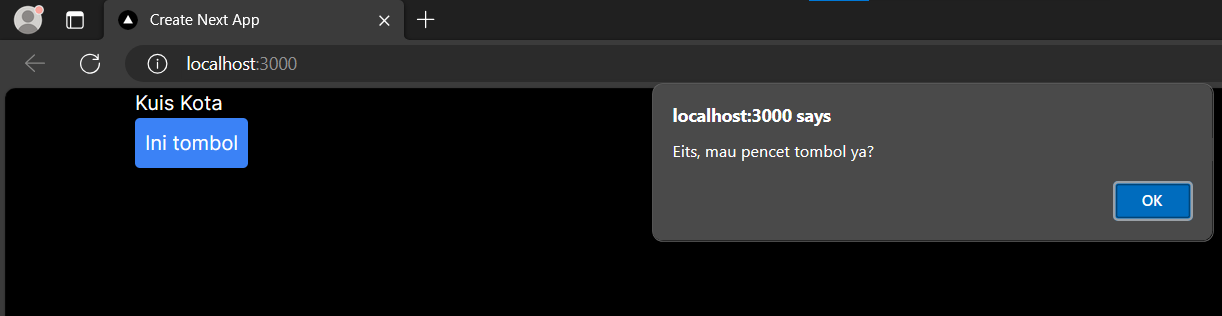 Create Next App
localhost:3000
Kuis Kota
Ini tombol
localhost:3000 says
Eits, mau pencet tombol ya?
OK